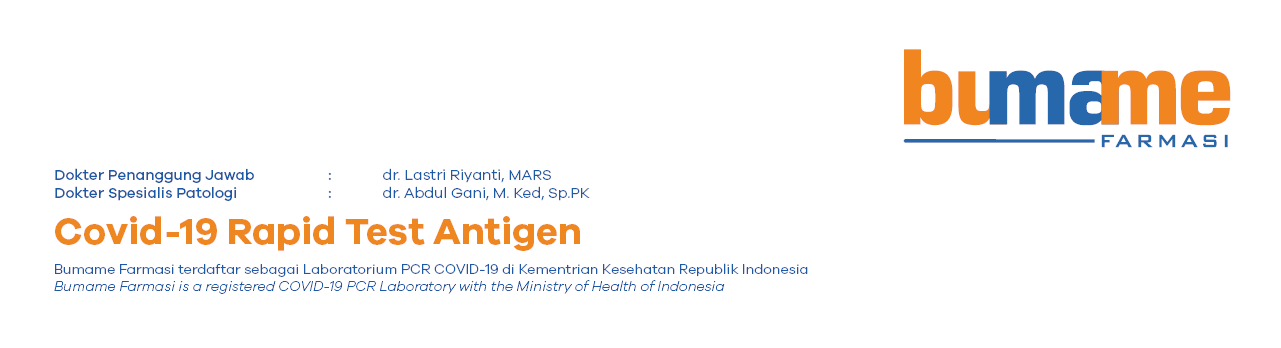 bumame
FARMASI
Dokter Penanggung Jawab : dr. Lastri Riyanti, MARS
Dokter Spesialis Patologi : dr. Abdul Gani, M. Ked, Sp.PK
Covid-19 Rapid Test Antigen
Bumame Farmasi terdaftar sebagai Laboratorium PCR COVID-19 di Kementrian Kesehatan Republik Indonesia
Bumame Farmasi is a registered COVID-19 PCR Laboratory with the Ministry of Health of Indonesia